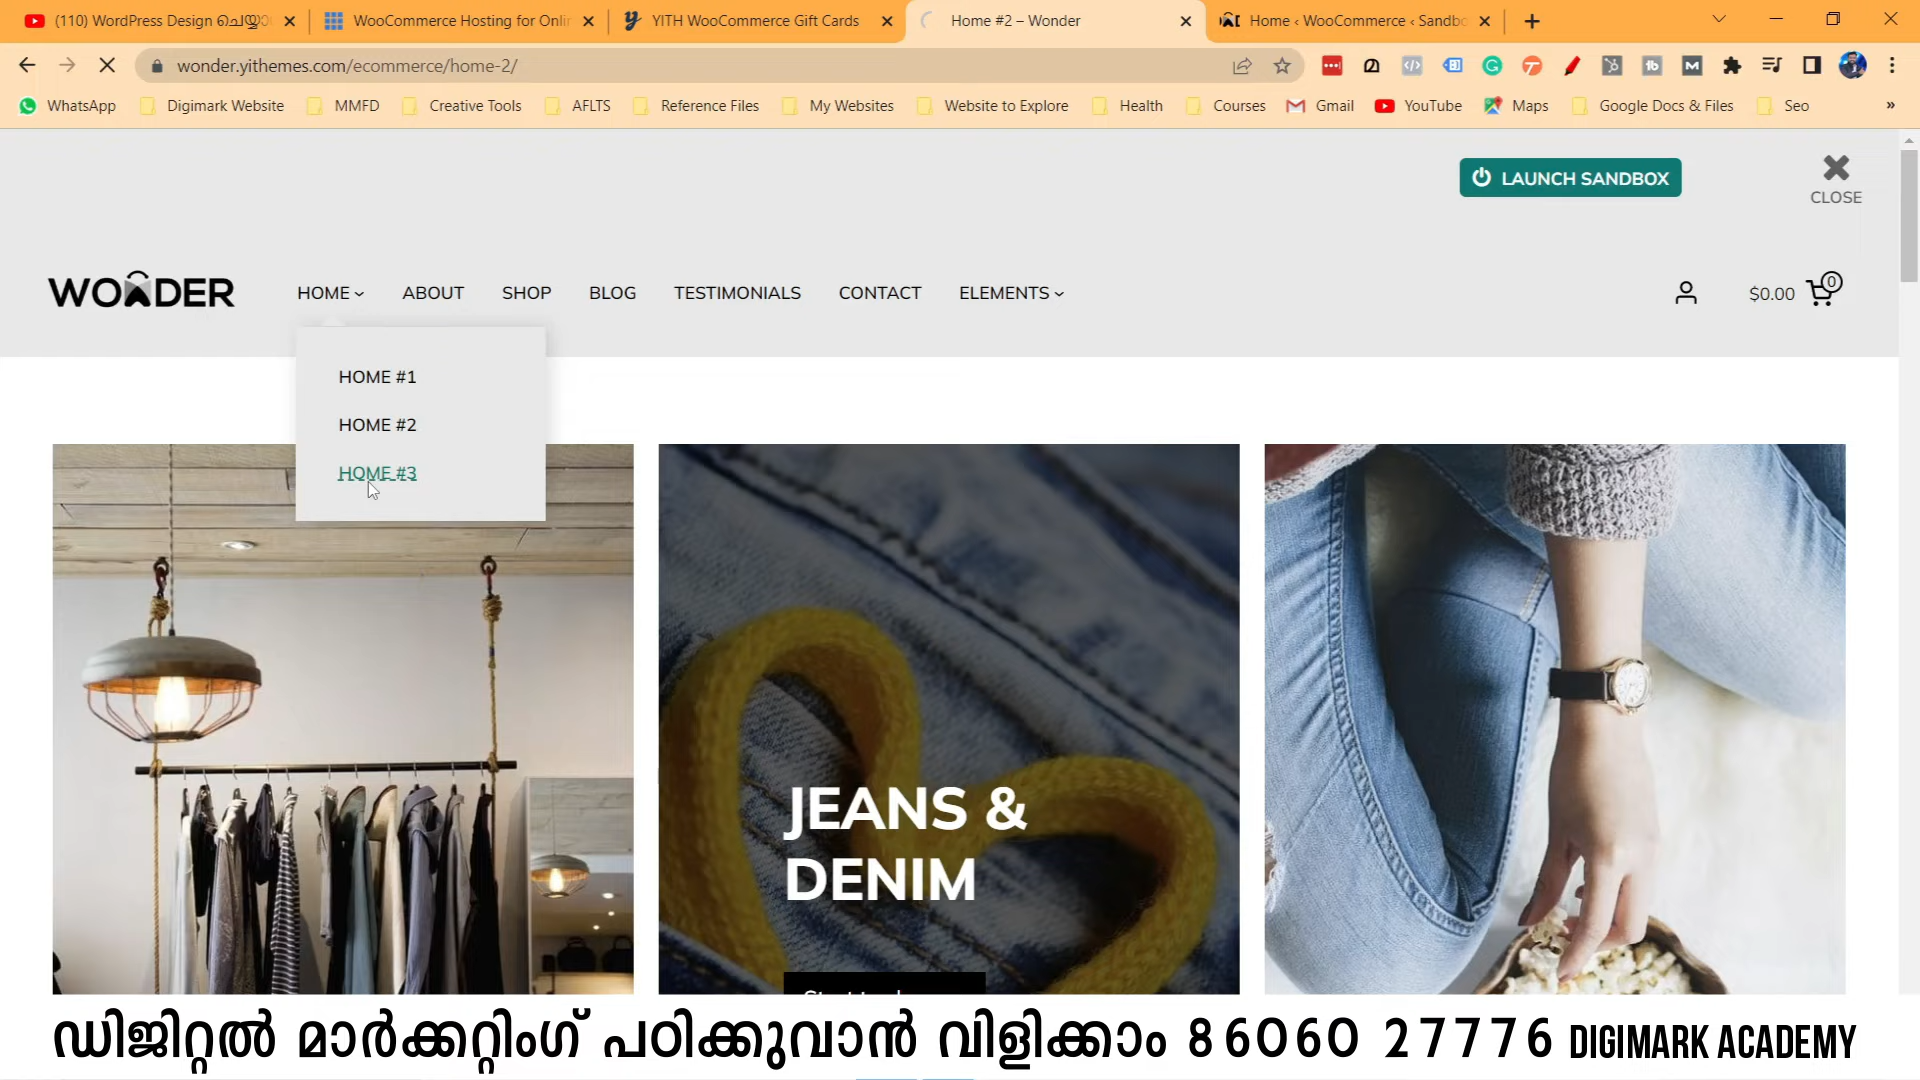 (110) WordPress Design
WooCommerce Hosting for Onlin
YITH WooCommerce Gift Cards
Home #2 – Wonder
Home ‹ WooCommerce ‹ Sandbo
wonder.yithemes.com/ecommerce/home-2/
WhatsApp
Digimark Website
MMFD
Creative Tools
AFLTS
Reference Files
My Websites
Website to Explore
Health
Courses
Gmail
YouTube
Maps
Google Docs & Files
Seo
»
LAUNCH SANDBOX
CLOSE
WONDER
HOME
ABOUT
SHOP
BLOG
TESTIMONIALS
CONTACT
ELEMENTS
$0.00
0
HOME #1
HOME #2
HOME #3
JEANS &
DENIM
ഡിജിറ്റൽ മാർക്കറ്റിംഗ് പഠിക്കുവാൻ വിളിക്കാം 86060 27776 DIGIMARK ACADEMY